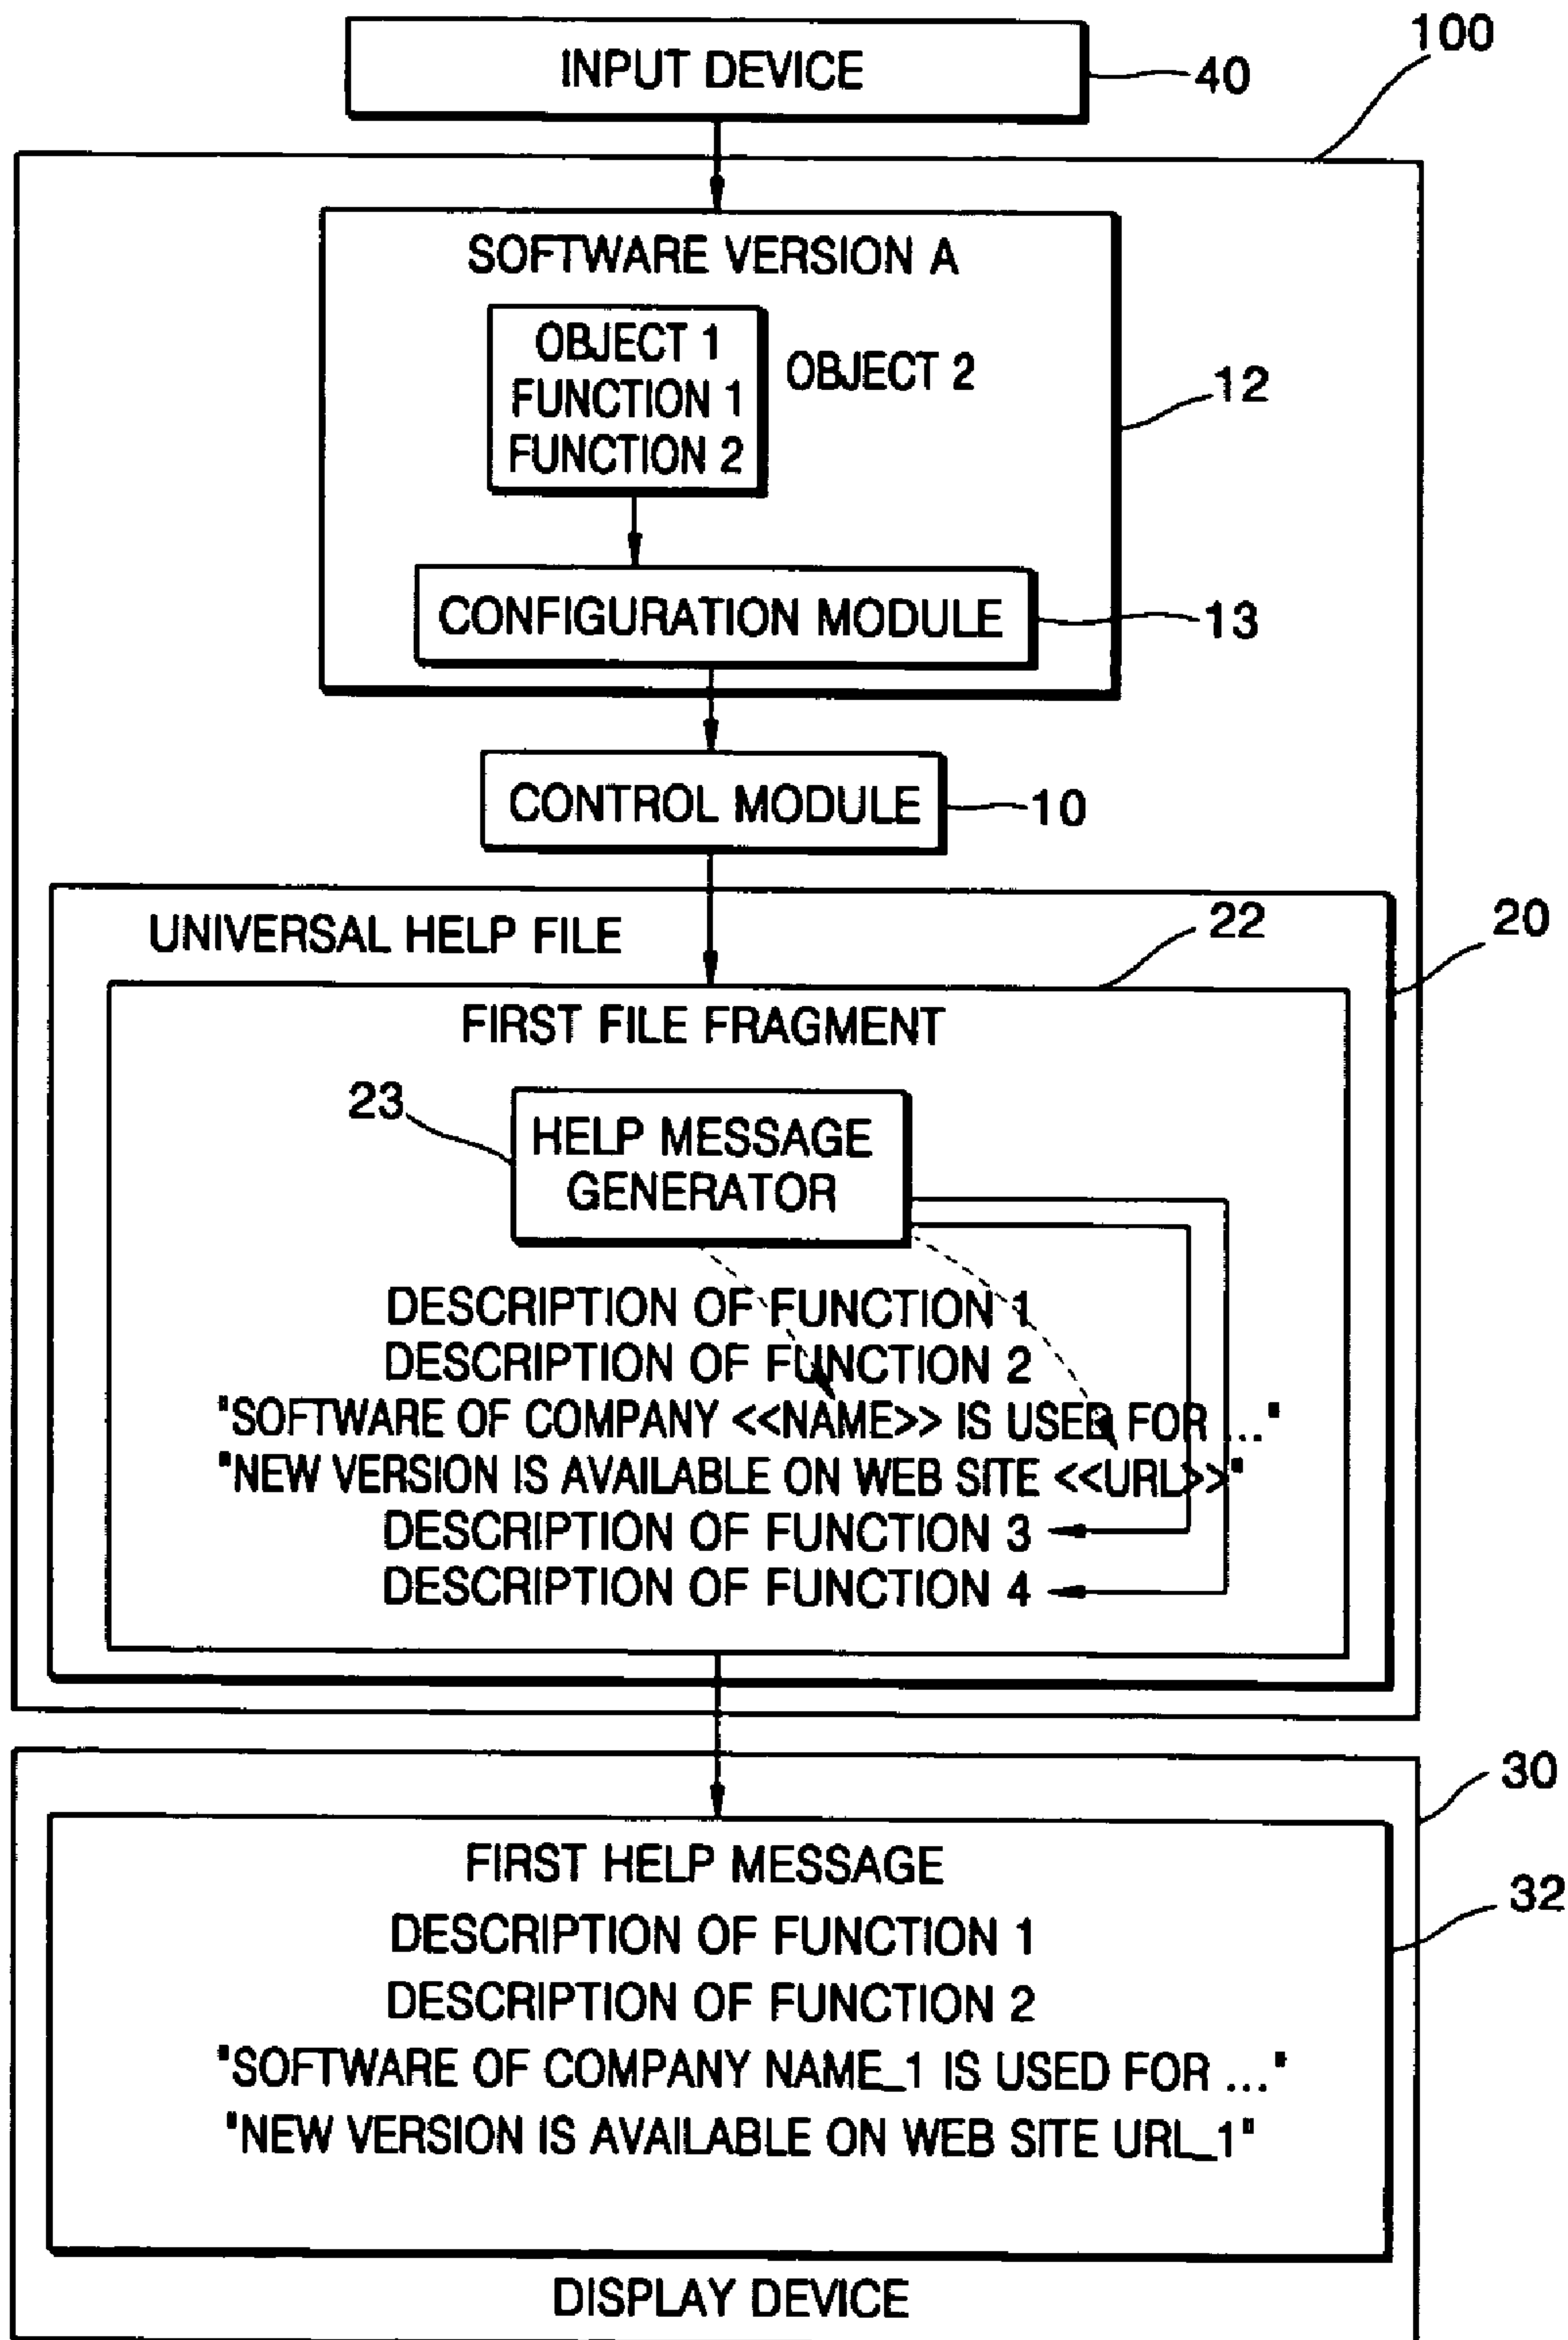 100
INPUT DEVICE
40
SOFTWARE VERSION A
OBJECT 1
FUNCTION 1
FUNCTION 2
OBJECT 2
12
CONFIGURATION MODULE
13
CONTROL MODULE
10
UNIVERSAL HELP FILE
22
20
FIRST FILE FRAGMENT
23
HELP MESSAGE
GENERATOR
DESCRIPTION OF FUNCTION 1
DESCRIPTION OF FUNCTION 2
"SOFTWARE OF COMPANY <<NAME>> IS USED FOR ..."
"NEW VERSION IS AVAILABLE ON WEB SITE <<URL>>"
DESCRIPTION OF FUNCTION 3
DESCRIPTION OF FUNCTION 4
30
FIRST HELP MESSAGE
32
DESCRIPTION OF FUNCTION 1
DESCRIPTION OF FUNCTION 2
"SOFTWARE OF COMPANY NAME_1 IS USED FOR ..."
"NEW VERSION IS AVAILABLE ON WEB SITE URL_1"
DISPLAY DEVICE